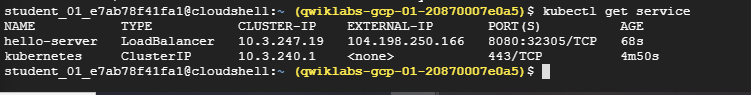 student_01_e7ab78f41fa1@cloudshell:~ (qwiklabs-gcp-01-20870007e0a5)$ kubectl get service
NAME TYPE CLUSTER-IP EXTERNAL-IP PORT(S) AGE
hello-server LoadBalancer 10.3.247.19 104.198.250.166 8080:32305/TCP 68s
kubernetes ClusterIP 10.3.240.1 <none> 443/TCP 4m50s
student_01_e7ab78f41fa1@cloudshell:~ (qwiklabs-gcp-01-20870007e0a5)$